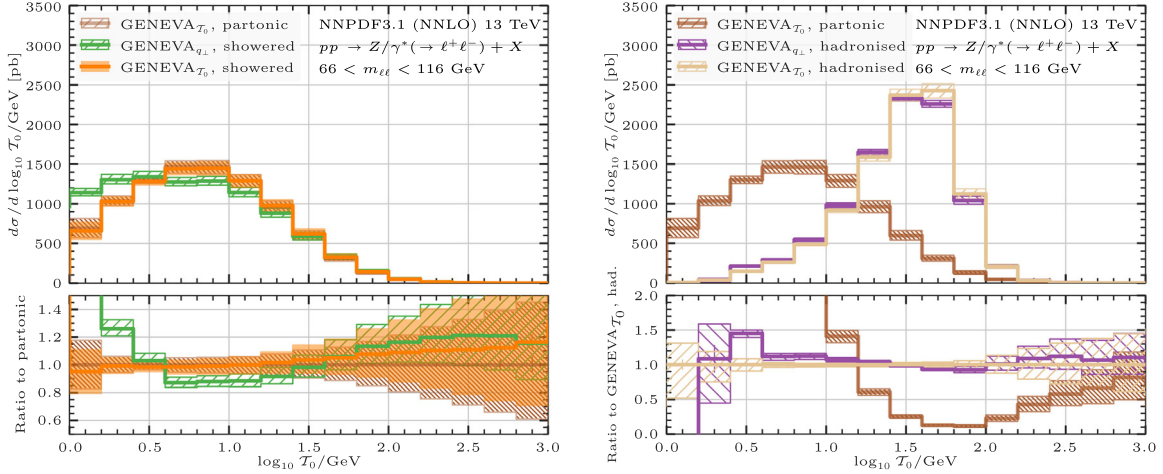 GENEVA𝒯₀, partonic
GENEVAq⊥, showered
GENEVA𝒯₀, showered
NNPDF3.1 (NNLO) 13 TeV
pp → Z/γ*(→ ℓ⁺ℓ⁻) + X
66 < mℓℓ < 116 GeV
dσ/d log₁₀ 𝒯₀/GeV [pb]
3500
3000
2500
2000
1500
1000
500
0
Ratio to partonic
1.4
1.2
1.0
0.8
0.6
0.0 0.5 1.0 1.5 2.0 2.5 3.0
log₁₀ 𝒯₀/GeV
GENEVA𝒯₀, partonic
GENEVAq⊥, hadronised
GENEVA𝒯₀, hadronised
NNPDF3.1 (NNLO) 13 TeV
pp → Z/γ*(→ ℓ⁺ℓ⁻) + X
66 < mℓℓ < 116 GeV
dσ/d log₁₀ 𝒯₀/GeV [pb]
3500
3000
2500
2000
1500
1000
500
0
Ratio to GENEVA𝒯₀, had.
2.0
1.5
1.0
0.5
0.0
0.0 0.5 1.0 1.5 2.0 2.5 3.0
log₁₀ 𝒯₀/GeV